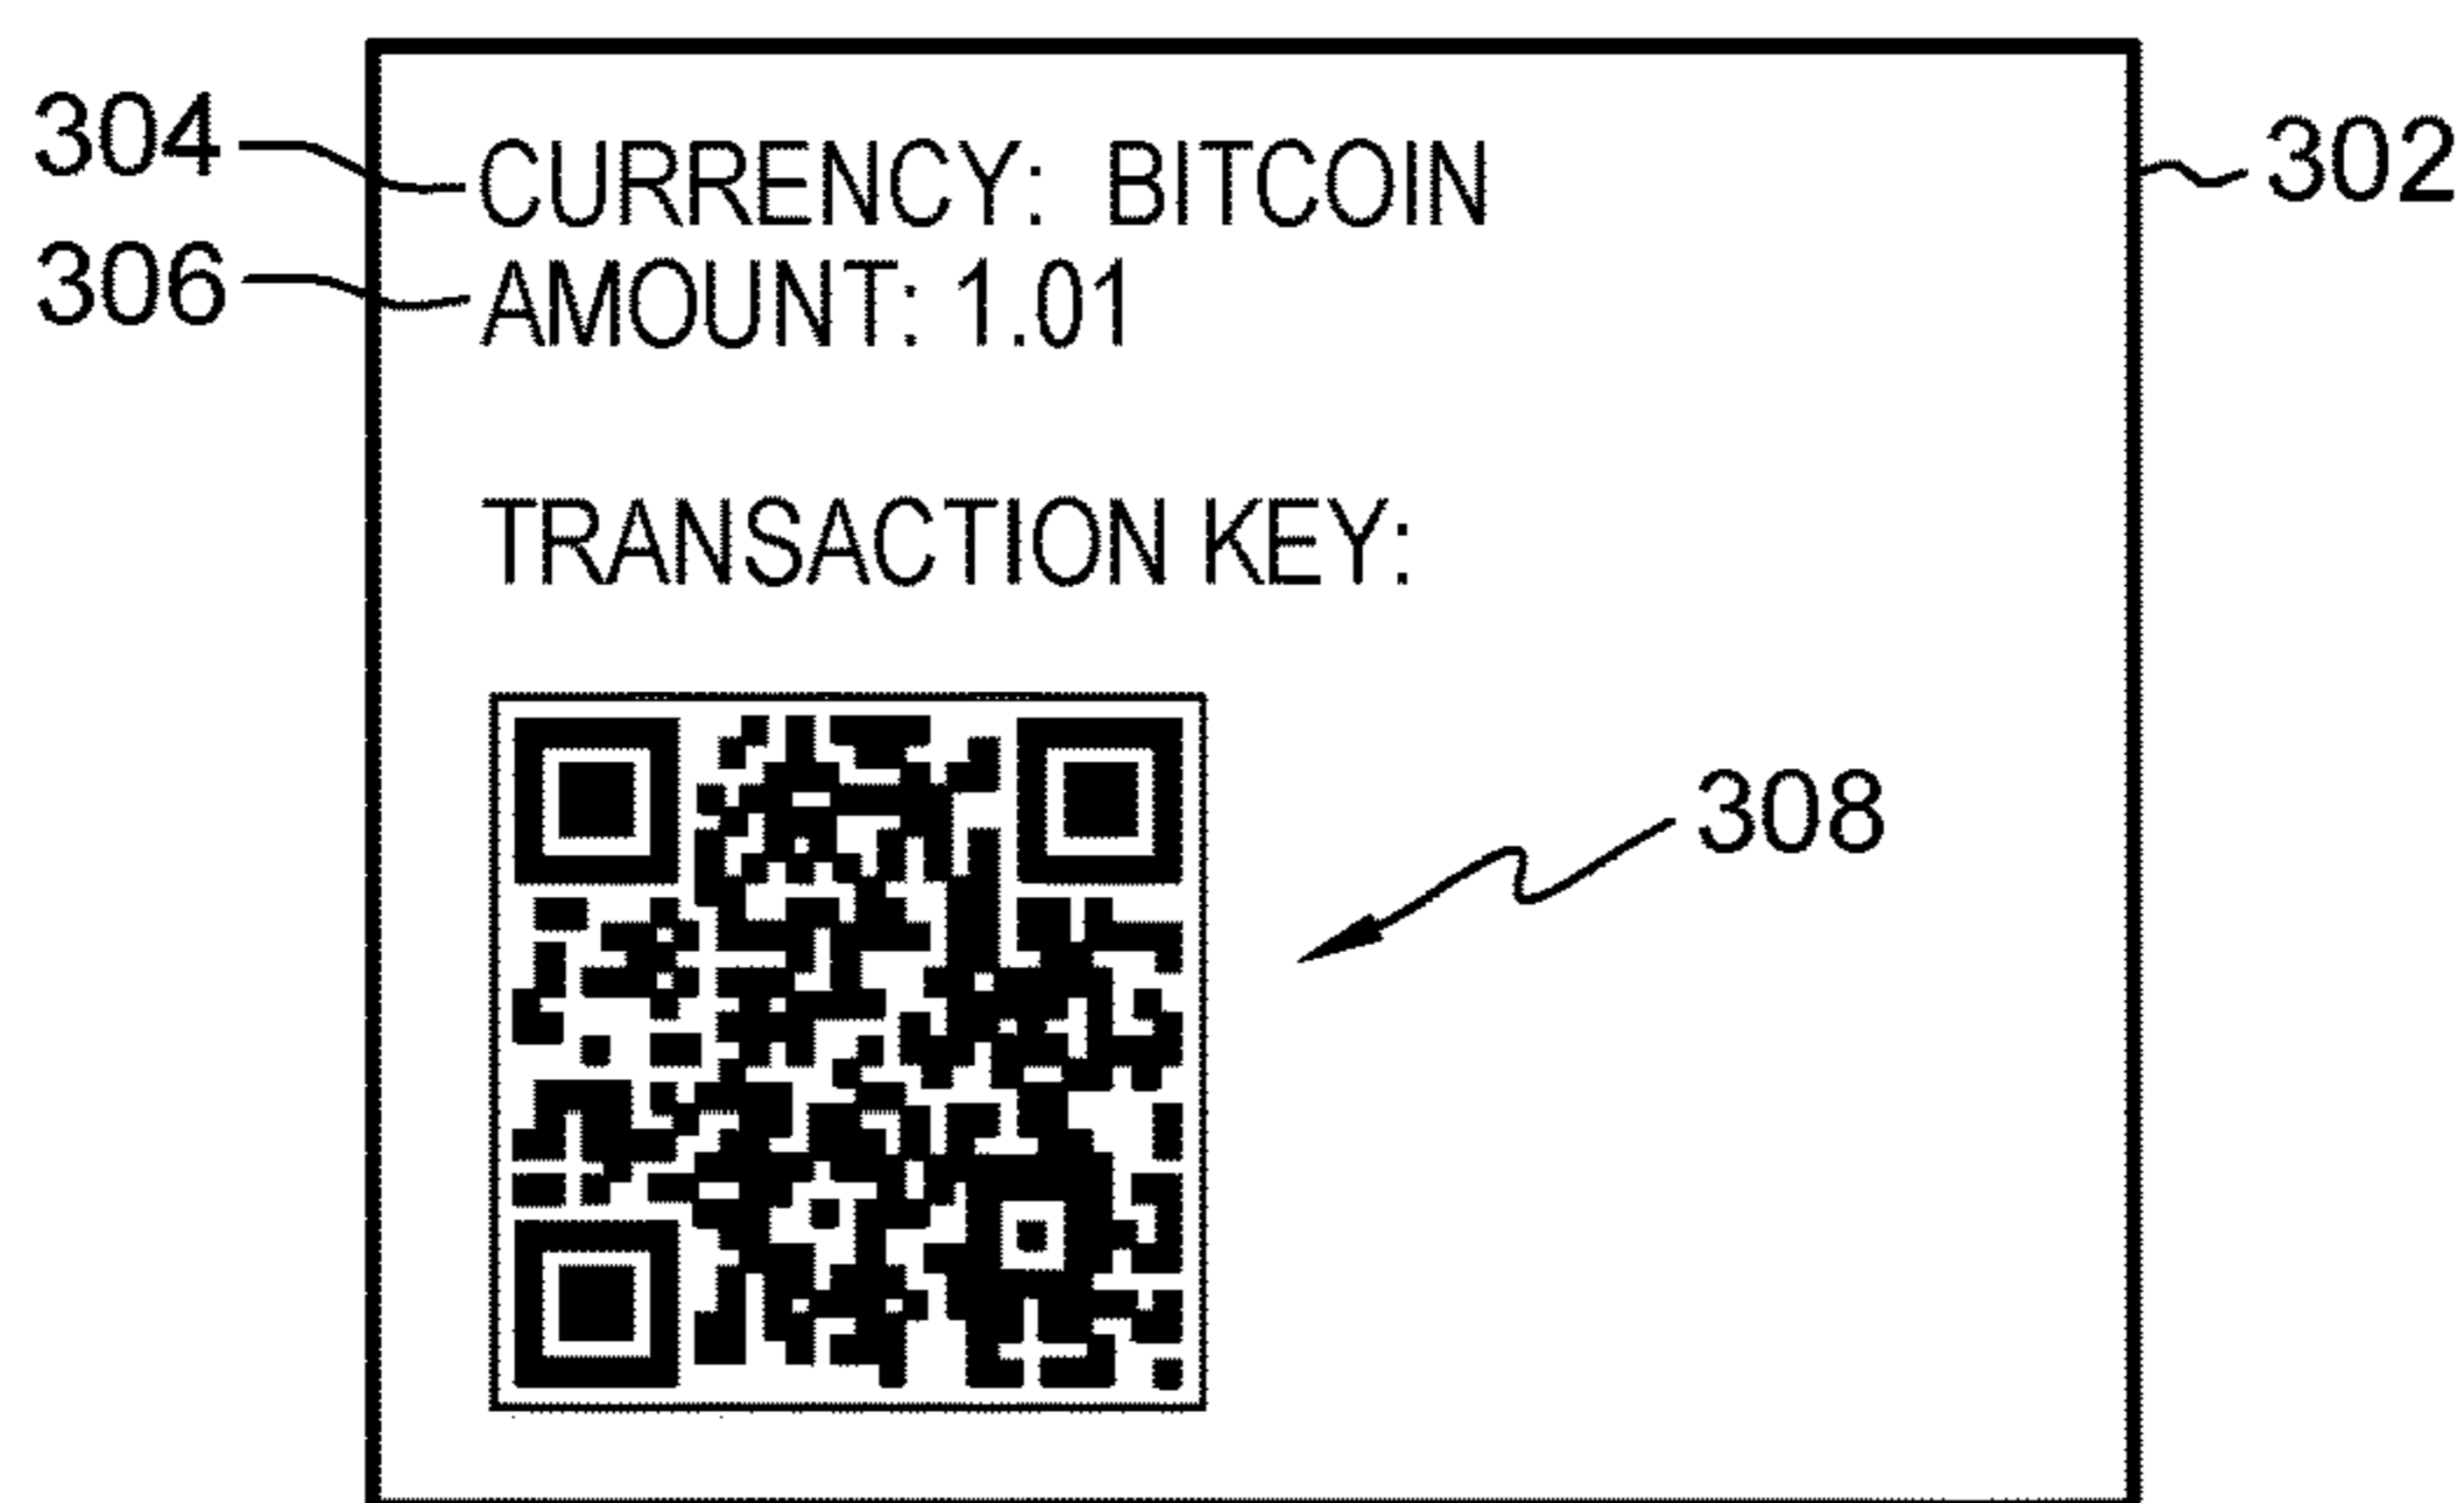 304
CURRENCY: BITCOIN
302
306
AMOUNT: 1.01
TRANSACTION KEY:
308